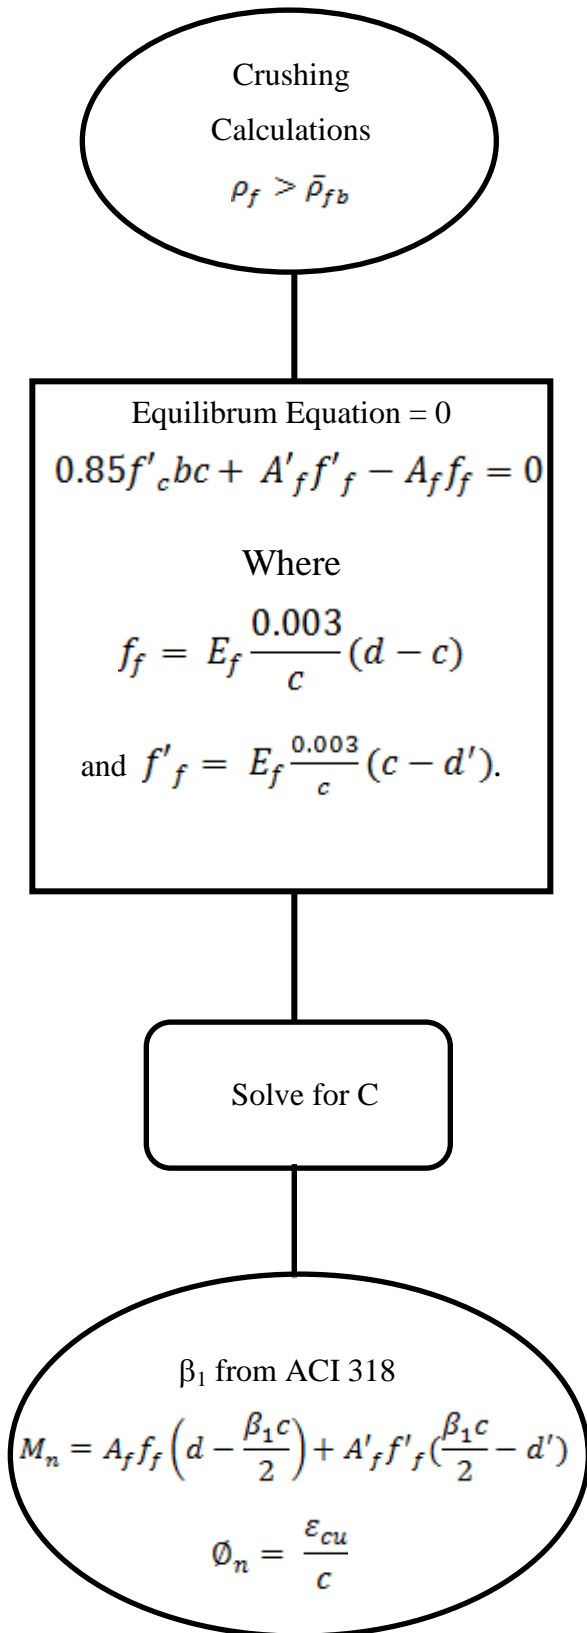 Crushing
Calculations
ρ_f > ρ̄_fb
Equilibrum Equation = 0
0.85f'_c bc + A'_f f'_f − A_f f_f = 0
Where
f_f = E_f 0.003/c (d − c)
and f'_f = E_f 0.003/c (c − d').
Solve for C
β₁ from ACI 318
M_n = A_f f_f (d − β₁c/2) + A'_f f'_f (β₁c/2 − d')
Ø_n = ε_cu/c